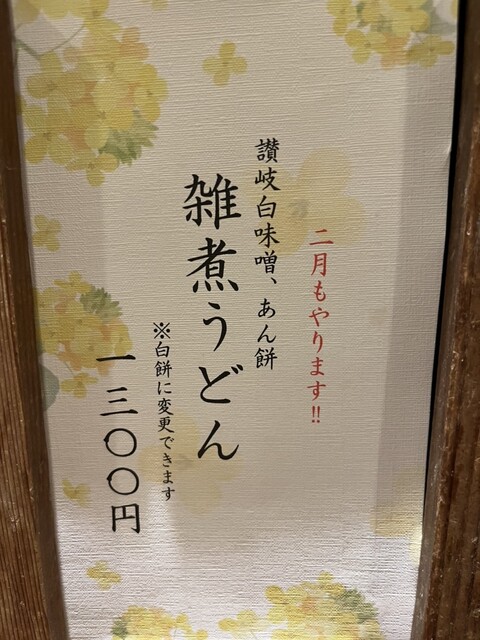 二月もやります!!
讃岐白味噌、あん餅
雑煮うどん
※白餅に変更できます
一三〇〇円